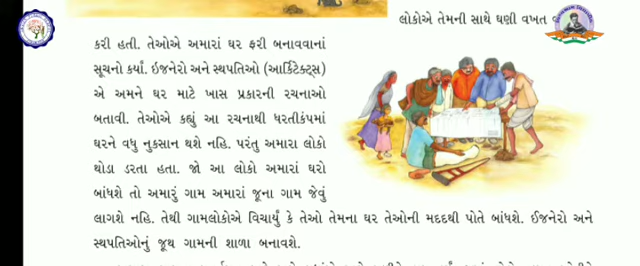 લોકોએ તેમની સાથે ઘણી વખત
કરી હતી. તેઓએ અમારાં ઘર ફરી બનાવવાનાં
સૂચનો કર્યાં. ઈજનેરો અને સ્થપતિઓ (આર્કિટેક્ટ્સ)
એ અમને ઘર માટે ખાસ પ્રકારની રચનાઓ
બતાવી. તેઓએ કહ્યું આ રચનાથી ધરતીકંપમાં
ઘરને વધુ નુકસાન થશે નહિ. પરંતુ અમારા લોકો
થોડા ડરતા હતા. જો આ લોકો અમારાં ઘરો
બાંધશે તો અમારું ગામ અમારાં જૂના ગામ જેવું
લાગશે નહિ. તેથી ગામલોકોએ વિચાર્યું કે તેઓ તેમના ઘર તેઓની મદદથી પોતે બાંધશે. ઈજનેરો અને
સ્થપતિઓનું જૂથ ગામની શાળા બનાવશે.